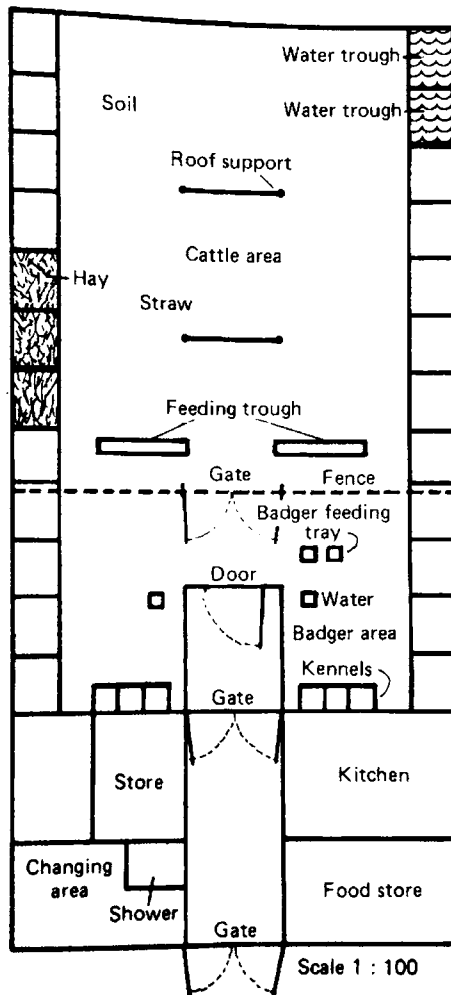 Water trough
Water trough
Soil
Roof support
Cattle area
Hay
Straw
Feeding trough
Gate
Fence
Badger feeding
tray
Door
Water
Badger area
Kennels
Gate
Store
Kitchen
Changing
area
Shower
Food store
Gate
Scale 1 : 100